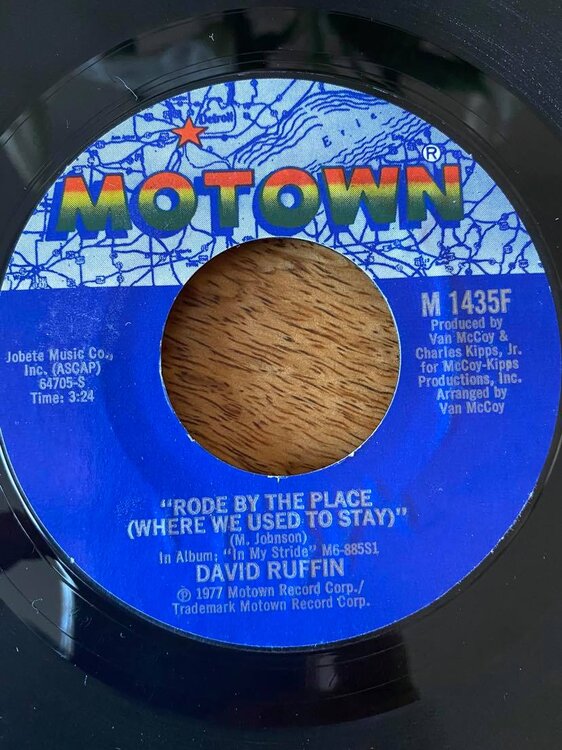 Detroit
ERIE
MOTOWN®
M 1435F
Produced by
Van McCoy &
Charles Kipps, Jr.
for McCoy-Kipps
Productions, Inc.
Arranged by
Van McCoy
Jobete Music Co.,
Inc. (ASCAP)
64705-S
Time: 3:24
"RODE BY THE PLACE
(WHERE WE USED TO STAY)"
(M. Johnson)
In Album: "In My Stride" M6-885S1
DAVID RUFFIN
℗ 1977 Motown Record Corp./
Trademark Motown Record Corp.